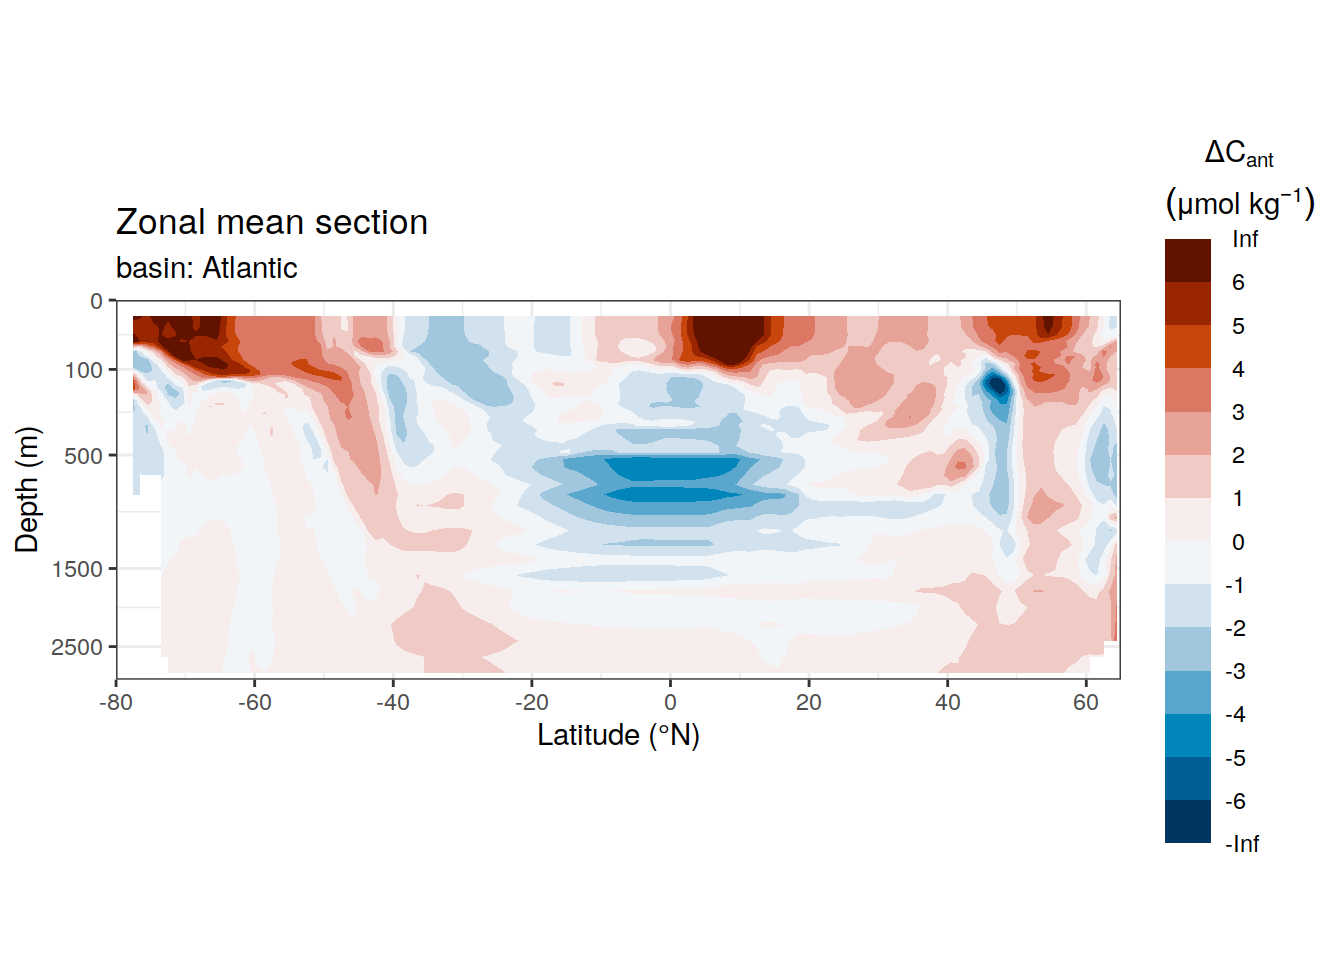 Zonal mean section
basin: Atlantic
ΔCant
(μmol kg−1)
Inf
6
5
4
3
2
1
0
-1
-2
-3
-4
-5
-6
-Inf
Depth (m)
0
100
500
1500
2500
-80 -60 -40 -20 0 20 40 60
Latitude (°N)